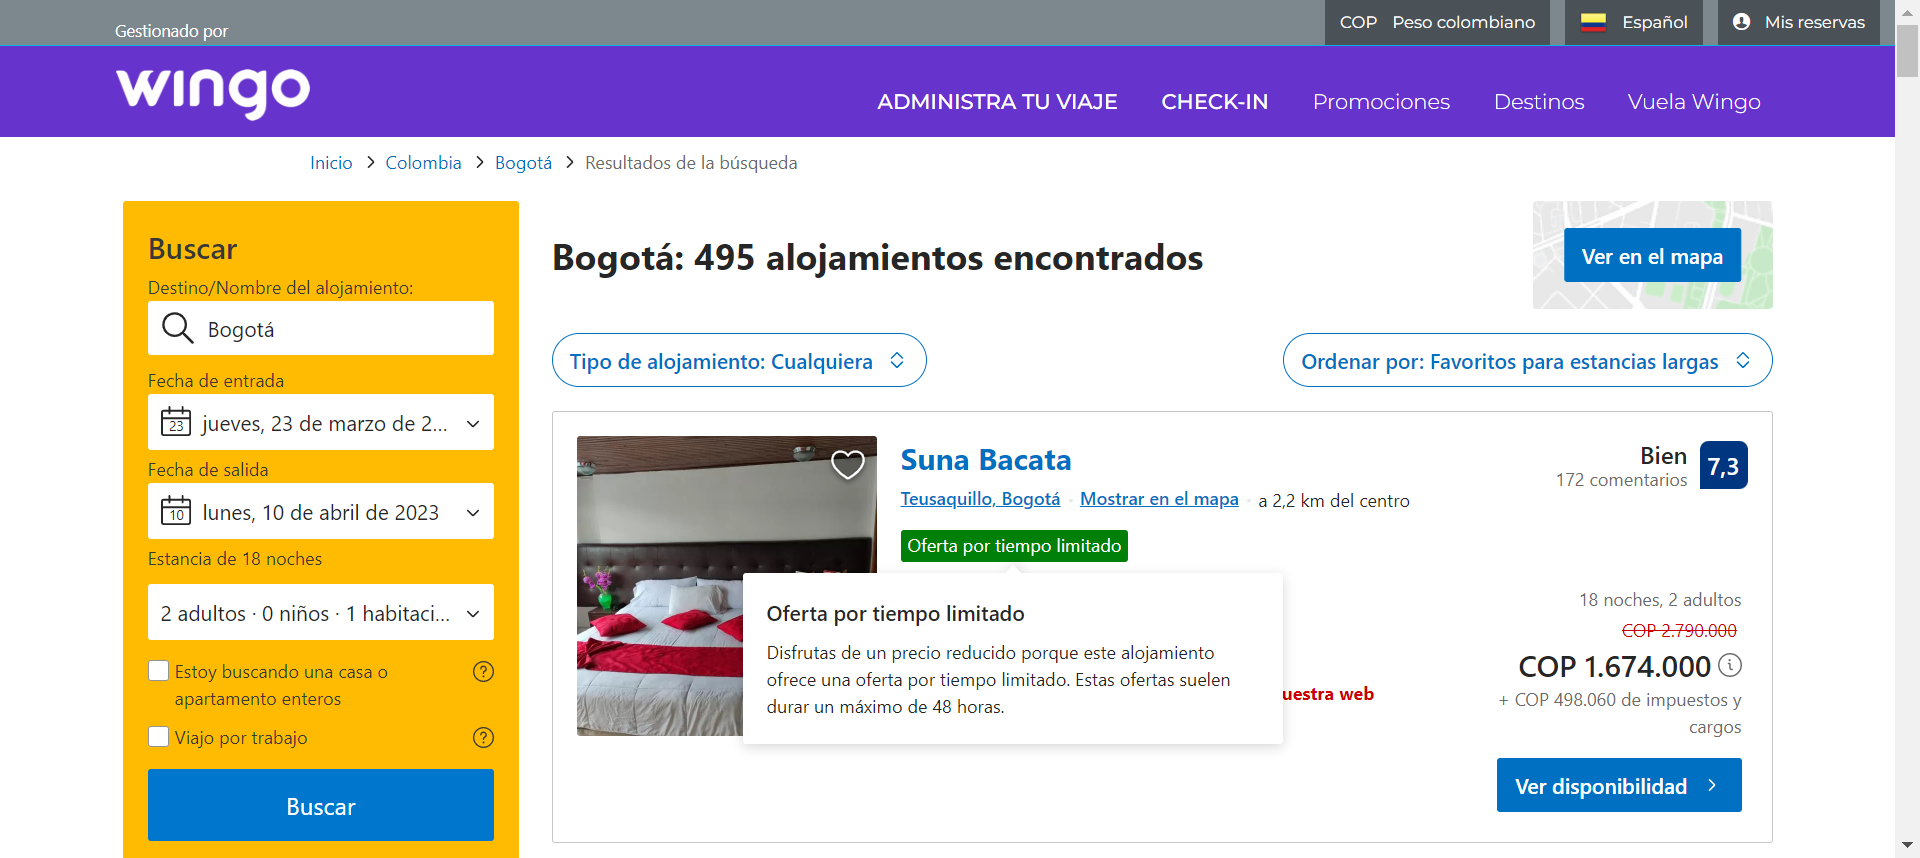 Gestionado por
COP Peso colombiano
Español
Mis reservas
wingo
ADMINISTRA TU VIAJE
CHECK-IN
Promociones
Destinos
Vuela Wingo
Inicio > Colombia > Bogotá > Resultados de la búsqueda
Buscar
Destino/Nombre del alojamiento:
Bogotá
Fecha de entrada
23
jueves, 23 de marzo de 2...
Fecha de salida
10
lunes, 10 de abril de 2023
Estancia de 18 noches
2 adultos · 0 niños · 1 habitaci...
Estoy buscando una casa o
apartamento enteros
Viajo por trabajo
Buscar
Bogotá: 495 alojamientos encontrados
Ver en el mapa
Tipo de alojamiento: Cualquiera
Ordenar por: Favoritos para estancias largas
Suna Bacata
Teusaquillo, Bogotá · Mostrar en el mapa · a 2,2 km del centro
Bien
172 comentarios
7,3
Oferta por tiempo limitado
Oferta por tiempo limitado
Disfrutas de un precio reducido porque este alojamiento
ofrece una oferta por tiempo limitado. Estas ofertas suelen
durar un máximo de 48 horas.
uestra web
18 noches, 2 adultos
COP 2.790.000
COP 1.674.000
+ COP 498.060 de impuestos y
cargos
Ver disponibilidad